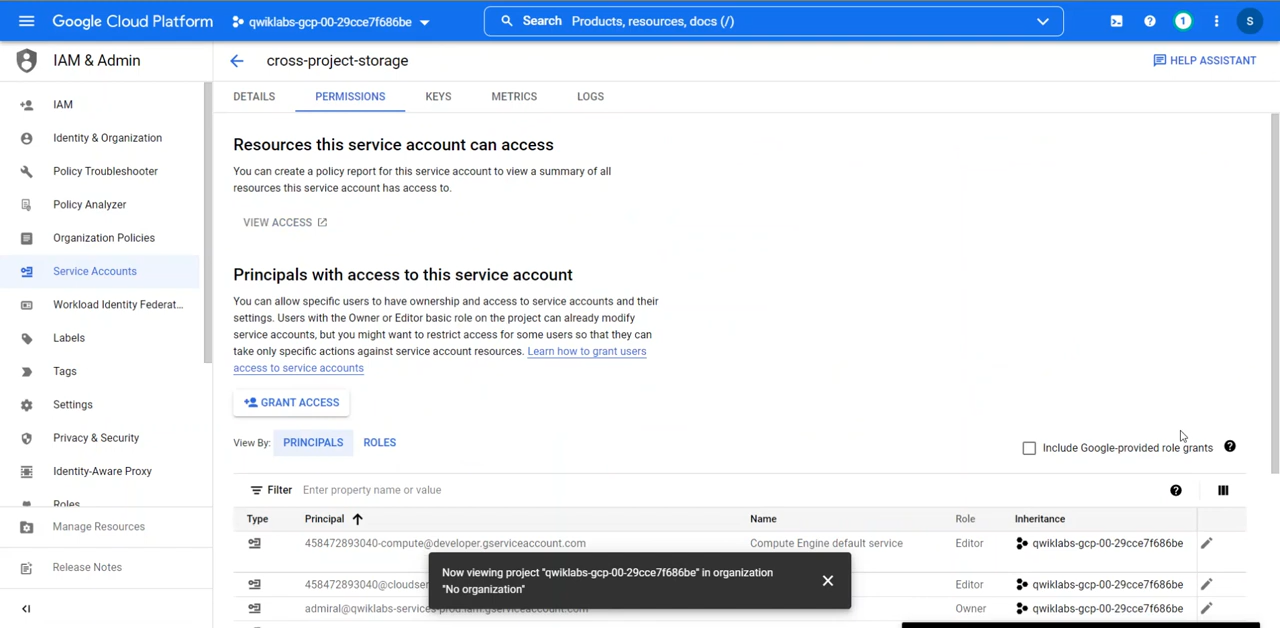 Google Cloud Platform
qwiklabs-gcp-00-29cce7f686be
Search Products, resources, docs (/)
1
S
IAM & Admin
cross-project-storage
HELP ASSISTANT
IAM
Identity & Organization
Policy Troubleshooter
Policy Analyzer
Organization Policies
Service Accounts
Workload Identity Federat...
Labels
Tags
Settings
Privacy & Security
Identity-Aware Proxy
Roles
Manage Resources
Release Notes
DETAILS
PERMISSIONS
KEYS
METRICS
LOGS
Resources this service account can access
You can create a policy report for this service account to view a summary of all
resources this service account has access to.
VIEW ACCESS
Principals with access to this service account
You can allow specific users to have ownership and access to service accounts and their
settings. Users with the Owner or Editor basic role on the project can already modify
service accounts, but you might want to restrict access for some users so that they can
take only specific actions against service account resources. Learn how to grant users
access to service accounts
GRANT ACCESS
View By: PRINCIPALS ROLES
Include Google-provided role grants
Filter Enter property name or value
Type Principal Name Role Inheritance
458472893040-compute@developer.gserviceaccount.com Compute Engine default service Editor qwiklabs-gcp-00-29cce7f686be
458472893040@cloudser Editor qwiklabs-gcp-00-29cce7f686be
admiral@qwiklabs-services-prod.iam.gserviceaccount.com Owner qwiklabs-gcp-00-29cce7f686be
Now viewing project "qwiklabs-gcp-00-29cce7f686be" in organization
"No organization"